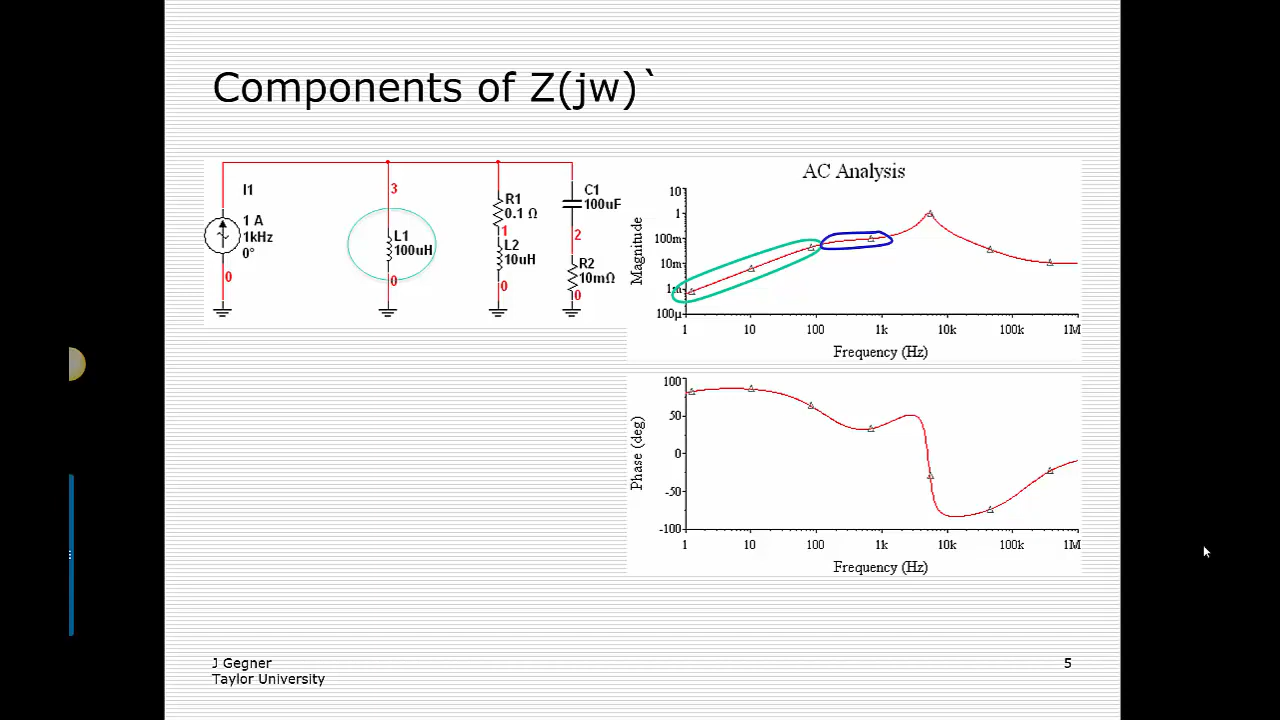 Components of Z(jw)`
I1
1 A
1kHz
0°
0
3
L1
100uH
0
R1
0.1 Ω
1
L2
10uH
0
C1
100uF
2
R2
10mΩ
0
AC Analysis
Magnitude
10
1
100m
10m
1m
100µ
1 10 100 1k 10k 100k 1M
Frequency (Hz)
Phase (deg)
100
50
0
-50
-100
1 10 100 1k 10k 100k 1M
Frequency (Hz)
J Gegner
Taylor University
5